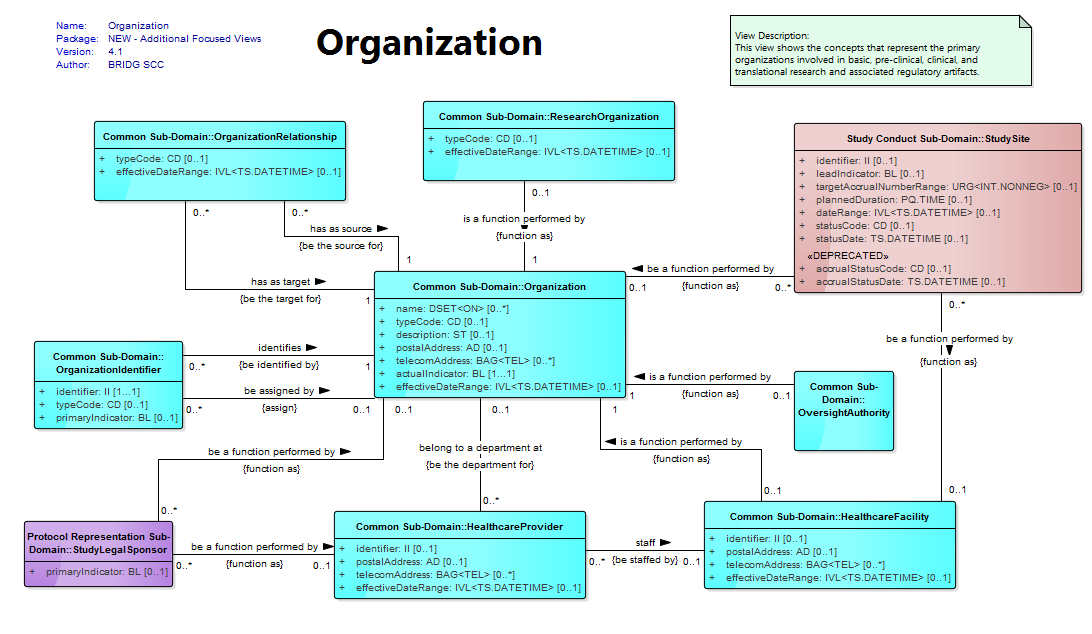 Name: Organization
Package: NEW - Additional Focused Views
Version: 4.1
Author: BRIDG SCC
Organization
View Description:
This view shows the concepts that represent the primary
organizations involved in basic, pre-clinical, clinical, and
translational research and associated regulatory artifacts.
Common Sub-Domain::OrganizationRelationship
+ typeCode: CD [0..1]
+ effectiveDateRange: IVL<TS.DATETIME> [0..1]
Common Sub-Domain::ResearchOrganization
+ typeCode: CD [0..1]
+ effectiveDateRange: IVL<TS.DATETIME> [0..1]
Study Conduct Sub-Domain::StudySite
+ identifier: II [0..1]
+ leadIndicator: BL [0..1]
+ targetAccrualNumberRange: URG<INT.NONNEG> [0..1]
+ plannedDuration: PQ.TIME [0..1]
+ dateRange: IVL<TS.DATETIME> [0..1]
+ statusCode: CD [0..1]
+ statusDate: TS.DATETIME [0..1]
«DEPRECATED»
+ accrualStatusCode: CD [0..1]
+ accrualStatusDate: TS.DATETIME [0..1]
0..*
0..*
has as source
{be the source for}
1
0..1
is a function performed by
{function as}
1
has as target
{be the target for}
1
be a function performed by
{function as}
0..1
0..*
0..*
be a function performed by
{function as}
0..1
Common Sub-Domain::Organization
+ name: DSET<ON> [0..*]
+ typeCode: CD [0..1]
+ description: ST [0..1]
+ postalAddress: AD [0..1]
+ telecomAddress: BAG<TEL> [0..*]
+ actualIndicator: BL [1..1]
+ effectiveDateRange: IVL<TS.DATETIME> [0..1]
Common Sub-Domain::
OrganizationIdentifier
+ identifier: II [1..1]
+ typeCode: CD [0..1]
+ primaryIndicator: BL [0..1]
identifies
{be identified by}
0..*
1
be assigned by
{assign}
0..*
0..1
is a function performed by
{function as}
1
0..1
Common Sub-
Domain::
OversightAuthority
0..1
be a function performed by
{function as}
0..*
0..1
belong to a department at
{be the department for}
0..*
1
is a function performed by
{function as}
0..1
Protocol Representation Sub-
Domain::StudyLegalSponsor
+ primaryIndicator: BL [0..1]
be a function performed by
{function as}
0..*
0..1
Common Sub-Domain::HealthcareProvider
+ identifier: II [0..1]
+ postalAddress: AD [0..1]
+ telecomAddress: BAG<TEL> [0..*]
+ effectiveDateRange: IVL<TS.DATETIME> [0..1]
staff
{be staffed by}
0..*
0..1
Common Sub-Domain::HealthcareFacility
+ identifier: II [0..1]
+ postalAddress: AD [0..1]
+ telecomAddress: BAG<TEL> [0..*]
+ effectiveDateRange: IVL<TS.DATETIME> [0..1]